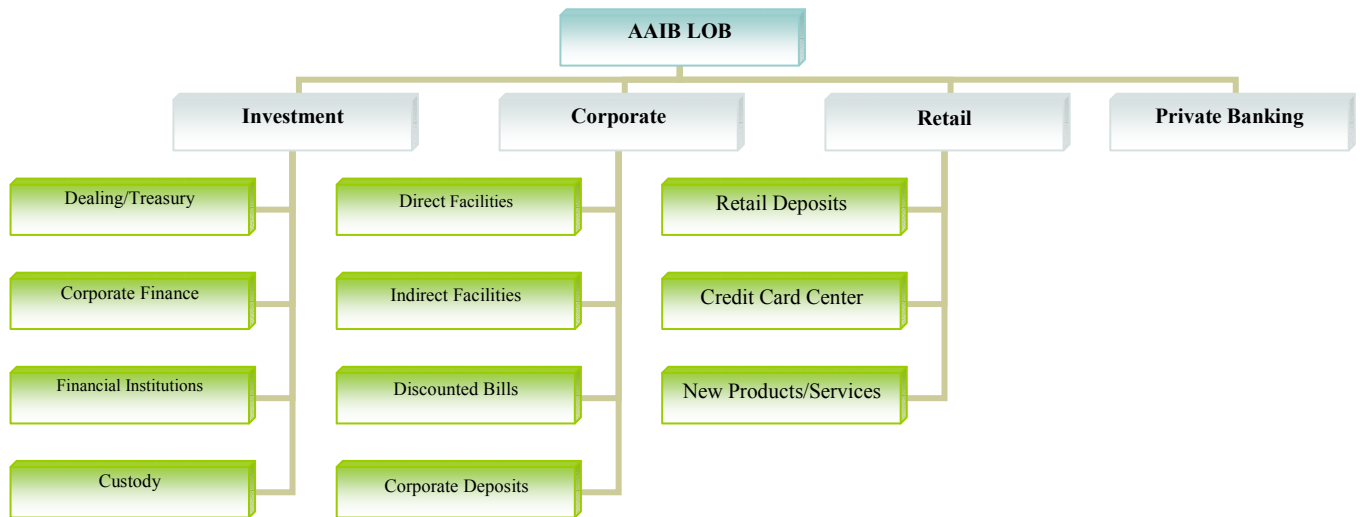 AAIB LOB
Investment
Corporate
Retail
Private Banking
Dealing/Treasury
Direct Facilities
Retail Deposits
Corporate Finance
Indirect Facilities
Credit Card Center
Financial Institutions
Discounted Bills
New Products/Services
Custody
Corporate Deposits